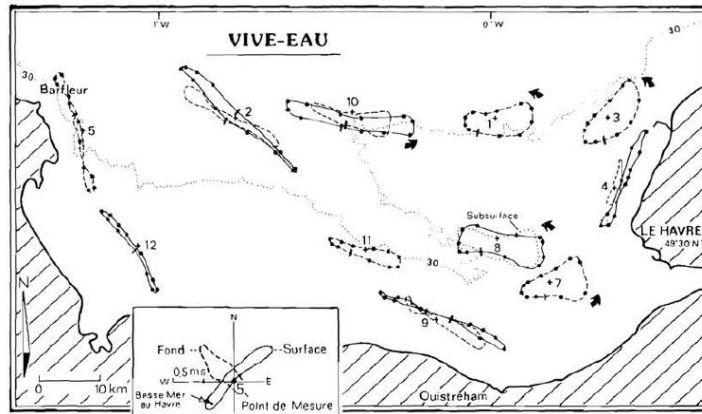 1°W
0°W
VIVE-EAU
30
30
Barfleur
10
2
1
3
5
4
Subsurface
LE HAVRE
49°30 N
12
11
8
30
7
N
9
N
Fond
Surface
0,5 m.s
W
E
S
Basse Mer
au Havre
Point de Mesure
0
10 km
Ouistreham